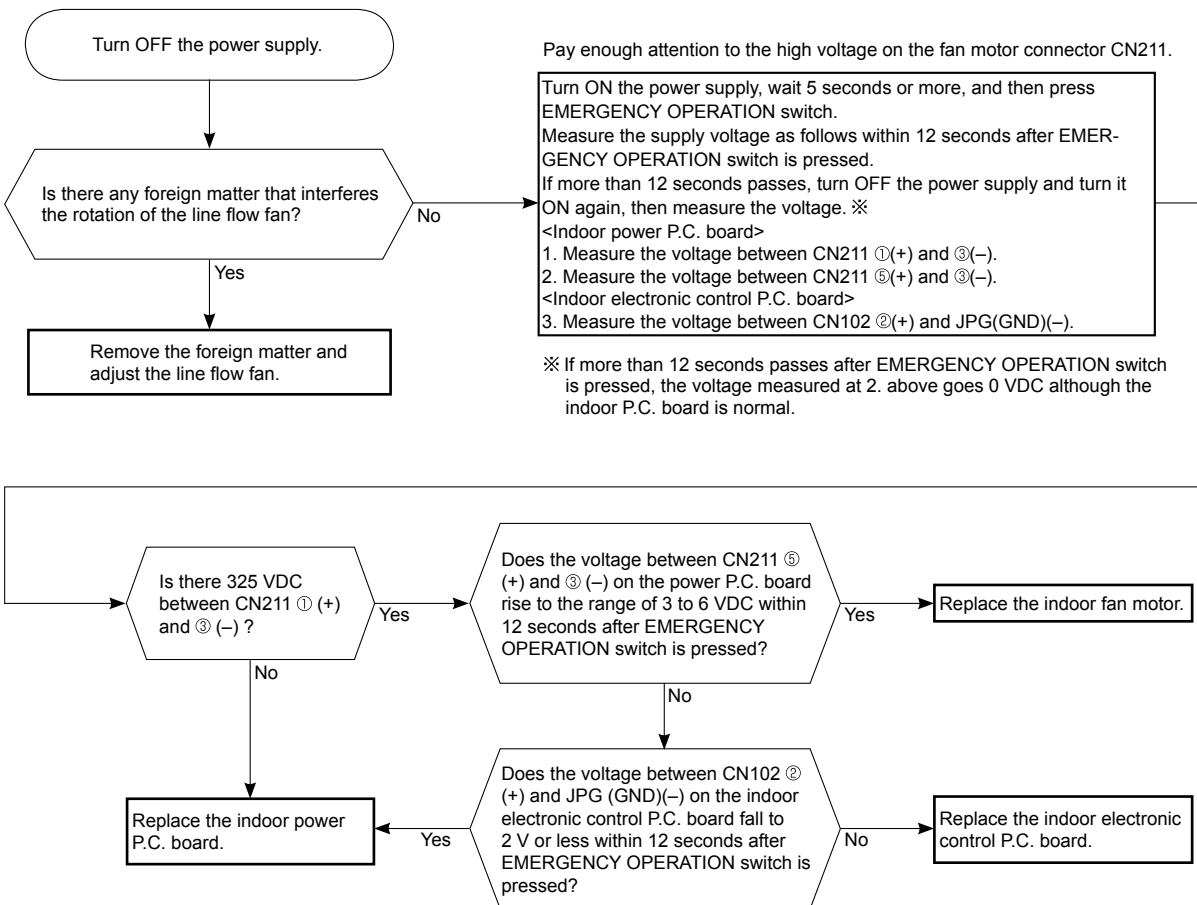 Turn OFF the power supply.
Is there any foreign matter that interferes
the rotation of the line flow fan?
No
Yes
Remove the foreign matter and
adjust the line flow fan.
Pay enough attention to the high voltage on the fan motor connector CN211.
Turn ON the power supply, wait 5 seconds or more, and then press
EMERGENCY OPERATION switch.
Measure the supply voltage as follows within 12 seconds after EMER-
GENCY OPERATION switch is pressed.
If more than 12 seconds passes, turn OFF the power supply and turn it
ON again, then measure the voltage. ※
<Indoor power P.C. board>
1. Measure the voltage between CN211 ①(+) and ③(–).
2. Measure the voltage between CN211 ⑤(+) and ③(–).
<Indoor electronic control P.C. board>
3. Measure the voltage between CN102 ②(+) and JPG(GND)(–).
※ If more than 12 seconds passes after EMERGENCY OPERATION switch
is pressed, the voltage measured at 2. above goes 0 VDC although the
indoor P.C. board is normal.
Is there 325 VDC
between CN211 ① (+)
and ③ (–) ?
Yes
No
Does the voltage between CN211 ⑤
(+) and ③ (–) on the power P.C. board
rise to the range of 3 to 6 VDC within
12 seconds after EMERGENCY
OPERATION switch is pressed?
Yes
No
Replace the indoor fan motor.
Replace the indoor power
P.C. board.
Yes
Does the voltage between CN102 ②
(+) and JPG (GND)(–) on the indoor
electronic control P.C. board fall to
2 V or less within 12 seconds after
EMERGENCY OPERATION switch is
pressed?
No
Replace the indoor electronic
control P.C. board.